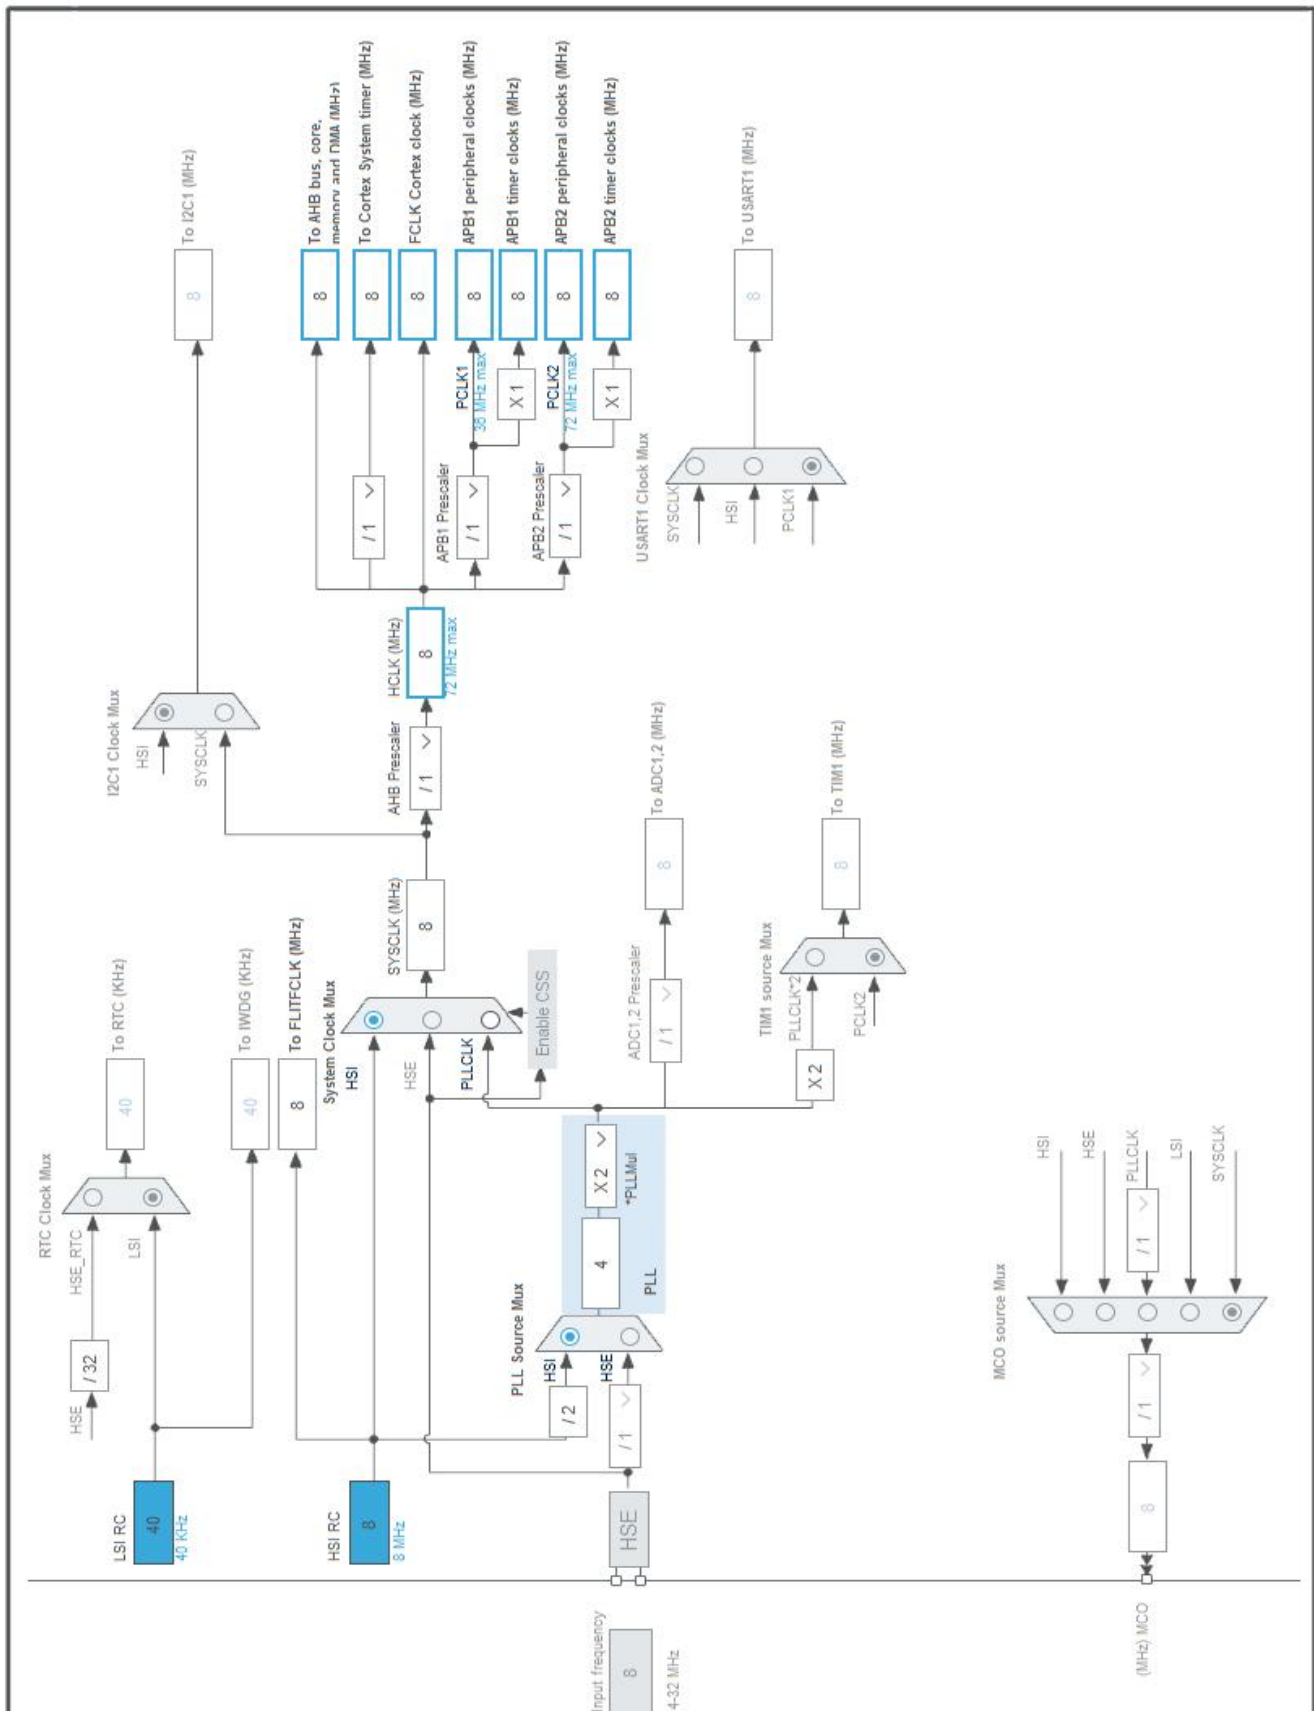 RTC Clock Mux
HSE
/ 32
HSE_RTC
To RTC (KHz)
40
LSI RC
40
40 KHz
LSI
To IWDG (KHz)
40
To FLITFCLK (MHz)
8
HSI RC
8
8 MHz
System Clock Mux
HSI
HSE
PLLCLK
Enable CSS
SYSCLK (MHz)
8
AHB Prescaler
/ 1
HCLK (MHz)
8
72 MHz max
I2C1 Clock Mux
HSI
SYSCLK
8
To I2C1 (MHz)
8
To AHB bus, core,
memory and DMA (MHz)
/ 1
8
To Cortex System timer (MHz)
8
FCLK Cortex clock (MHz)
APB1 Prescaler
/ 1
PCLK1
36 MHz max
8
APB1 peripheral clocks (MHz)
X 1
8
APB1 timer clocks (MHz)
APB2 Prescaler
/ 1
PCLK2
72 MHz max
8
APB2 peripheral clocks (MHz)
X 1
8
APB2 timer clocks (MHz)
PLL Source Mux
/ 2
HSI
HSE
/ 1
4
X 2
*PLLMul
PLL
Input frequency
8
4-32 MHz
HSE
ADC1,2 Prescaler
/ 1
8
To ADC1,2 (MHz)
TIM1 source Mux
X 2
PLLCLK*2
PCLK2
8
To TIM1 (MHz)
USART1 Clock Mux
SYSCLK
HSI
PCLK1
8
To USART1 (MHz)
MCO source Mux
HSI
HSE
/ 1
PLLCLK
LSI
SYSCLK
/ 1
8
(MHz) MCO